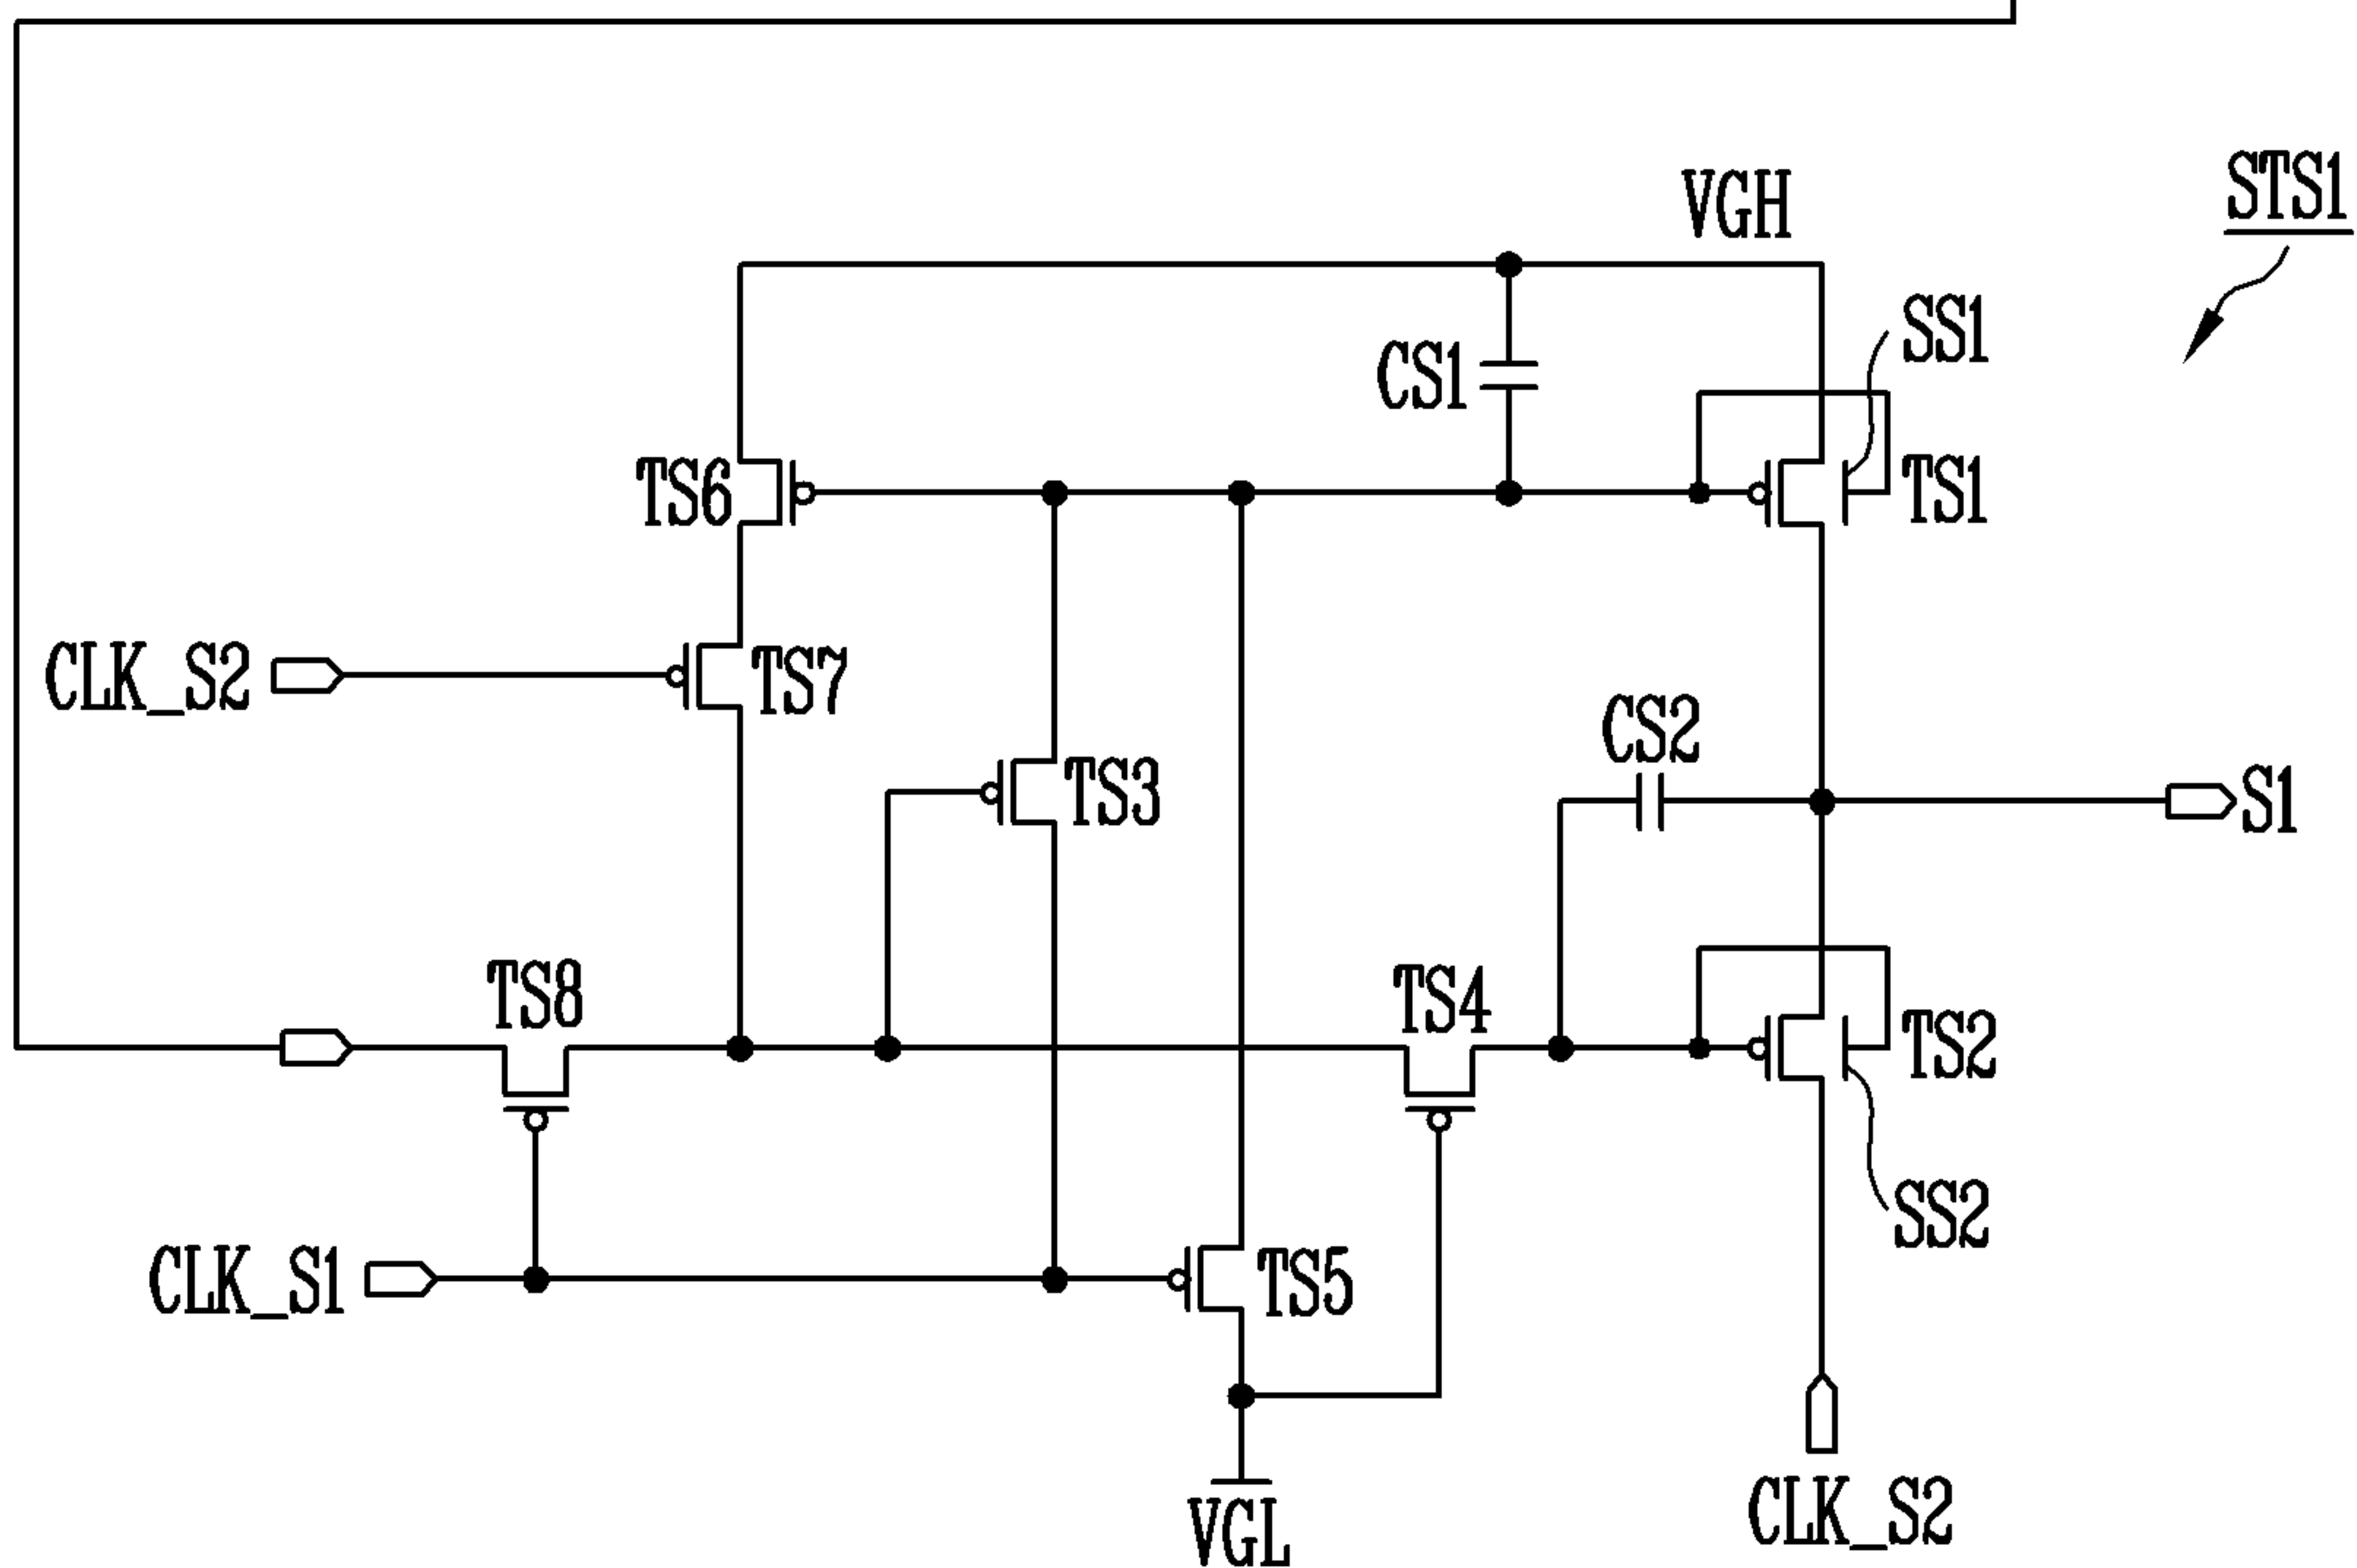 VGH
STS1
SS1
CS1
TS6
TS1
CLK_S2
TS7
CS2
TS3
S1
TS8
TS4
TS2
SS2
CLK_S1
TS5
VGL
CLK_S2